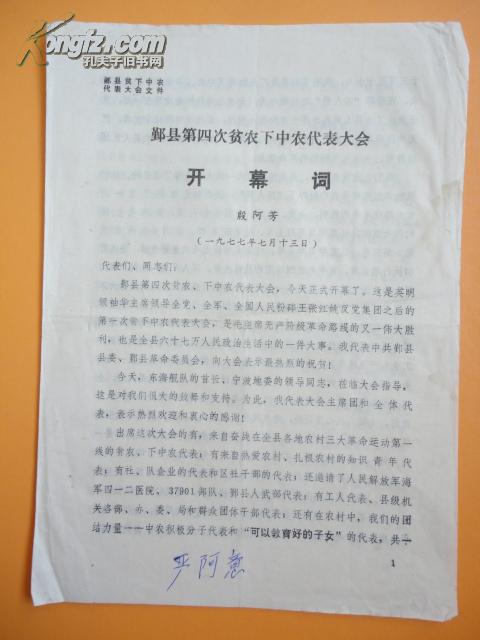 Kongfz.com
孔夫子旧书网
鄞县贫下中农
代表大会文件
鄞县第四次贫农下中农代表大会
开幕词
殷阿芳
(一九七七年七月十三日)
代表们、同志们:
鄞县第四次贫农、下中农代表大会,今天正式开幕了。这是英明
领袖华主席领导全党、全军、全国人民粉碎王张江姚反党集团之后的
第一次贫下中农代表大会,是毛主席无产阶级革命路线的又一伟大胜
利,也是全县六十七万人民政治生活中的一件大事。我代表中共鄞县
县委、鄞县革命委员会,向大会表示最热烈的祝贺!
今天,东海舰队的首长、宁波地委的领导同志,莅临大会指导,
这是对我们很大的鼓舞和支持。为此,我代表大会主席团和全体代
表,表示热烈欢迎和衷心的感谢!
出席这次大会的有,来自奋战在全县各地农村三大革命运动第一
线的贫农、下中农代表;有来自热爱农村、扎根农村的知识青年代
表;有社、队企业的代表和区社干部的代表;还邀请了人民解放军海
军四一二医院、37901部队、鄞县人武部代表;有工人代表、县级机
关各部、办、委、局和群众团体干部代表;还有在农村中,我们的团
结力量——中农积极分子代表和“可以教育好的子女”的代表,共
严阿惠
1